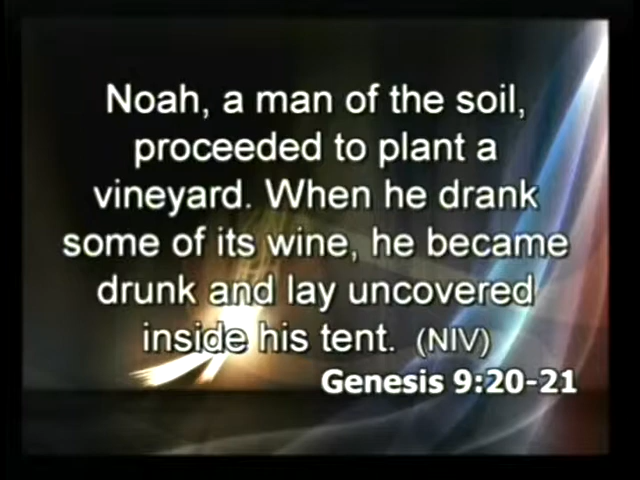 Noah, a man of the soil,
proceeded to plant a
vineyard. When he drank
some of its wine, he became
drunk and lay uncovered
inside his tent. (NIV)
Genesis 9:20-21